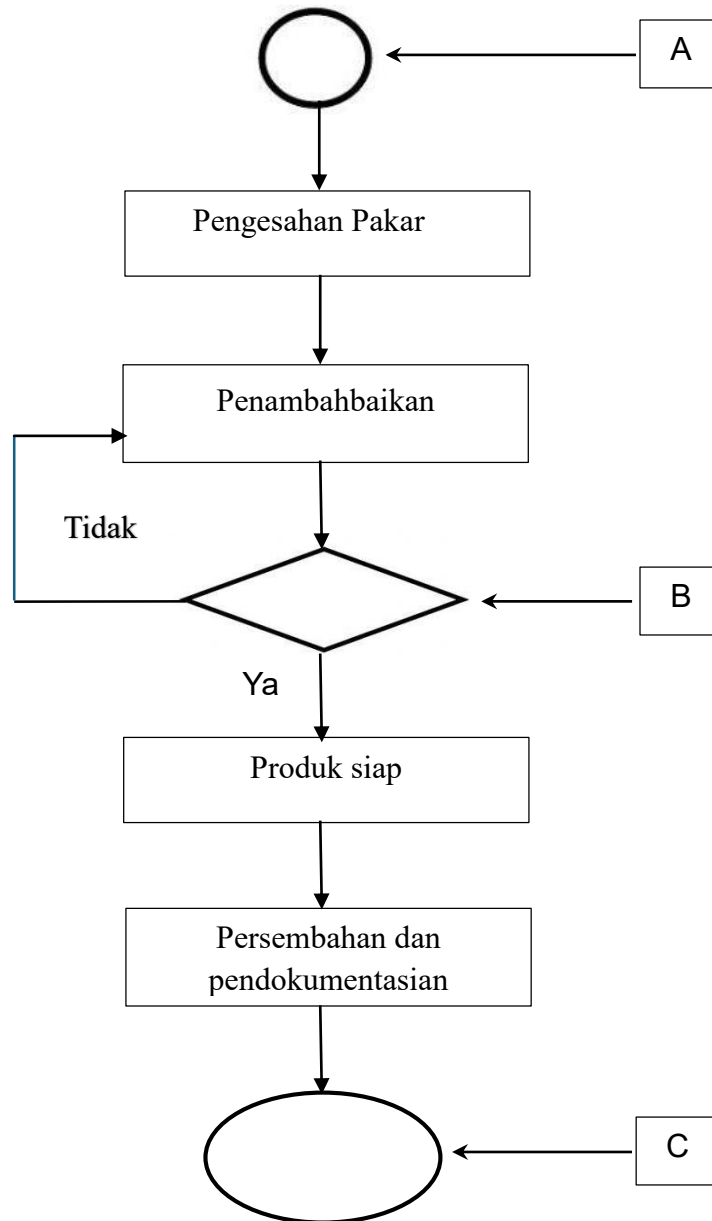 A
Pengesahan Pakar
Penambahbaikan
Tidak
B
Ya
Produk siap
Persembahan dan
pendokumentasian
C